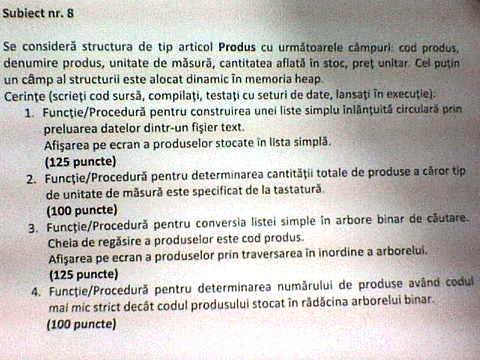 Subiect nr. 8
Se consideră structura de tip articol Produs cu următoarele câmpuri: cod produs,
denumire produs, unitate de măsură, cantitatea aflată în stoc, preț unitar. Cel puțin
un câmp al structurii este alocat dinamic în memoria heap.
Cerințe (scrieți cod sursă, compilați, testați cu seturi de date, lansați în execuție):
1. Funcție/Procedură pentru construirea unei liste simplu înlănțuită circulară prin
preluarea datelor dintr-un fișier text.
Afișarea pe ecran a produselor stocate în lista simplă.
(125 puncte)
2. Funcție/Procedură pentru determinarea cantității totale de produse a căror tip
de unitate de măsură este specificat de la tastatură.
(100 puncte)
3. Funcție/Procedură pentru conversia listei simple în arbore binar de căutare.
Cheia de regăsire a produselor este cod produs.
Afișarea pe ecran a produselor prin traversarea în inordine a arborelui.
(125 puncte)
4. Funcție/Procedură pentru determinarea numărului de produse având codul
mai mic strict decât codul produsului stocat în rădăcina arborelui binar.
(100 puncte)